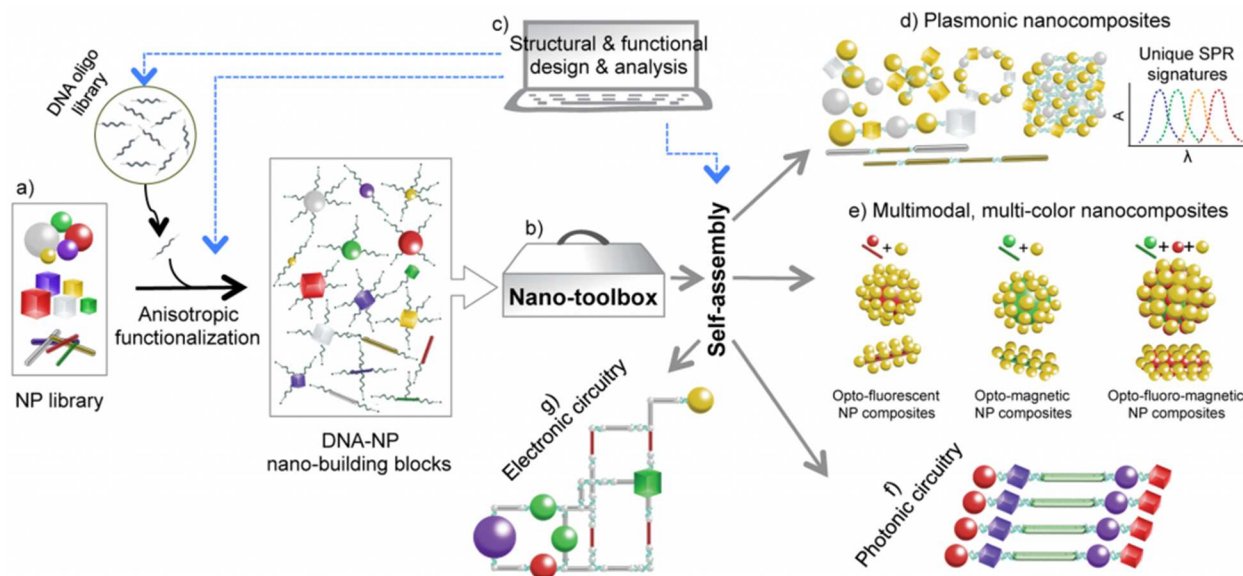 c)
Structural & functional
design & analysis
d) Plasmonic nanocomposites
Unique SPR
signatures
A
λ
DNA oligo
library
a)
NP library
Anisotropic
functionalization
DNA-NP
nano-building blocks
b)
Nano-toolbox
Self-assembly
e) Multimodal, multi-color nanocomposites
+
+
+ +
Opto-fluorescent
NP composites
Opto-magnetic
NP composites
Opto-fluoro-magnetic
NP composites
g)
Electronic circuitry
f)
Photonic circuitry